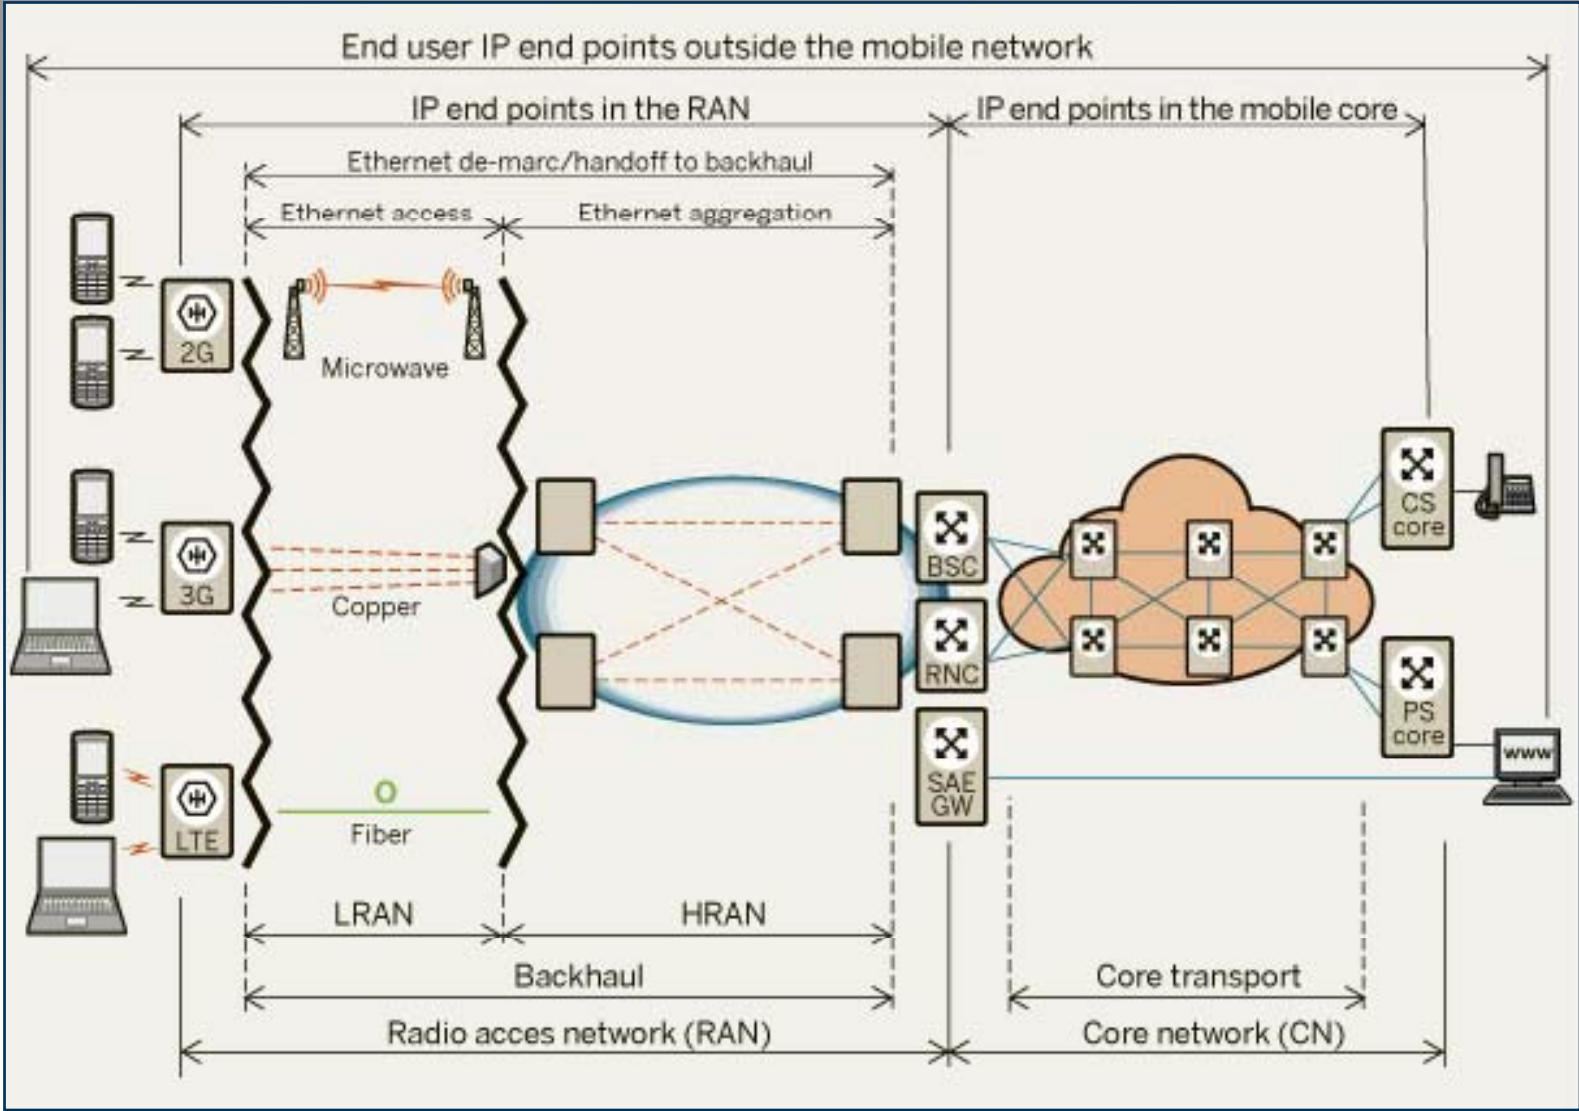 End user IP end points outside the mobile network
IP end points in the RAN
IP end points in the mobile core
Ethernet de-marc/handoff to backhaul
Ethernet access
Ethernet aggregation
2G
Microwave
3G
Copper
LTE
Fiber
BSC
RNC
SAE
GW
CS
core
PS
core
www
LRAN
HRAN
Backhaul
Core transport
Radio acces network (RAN)
Core network (CN)